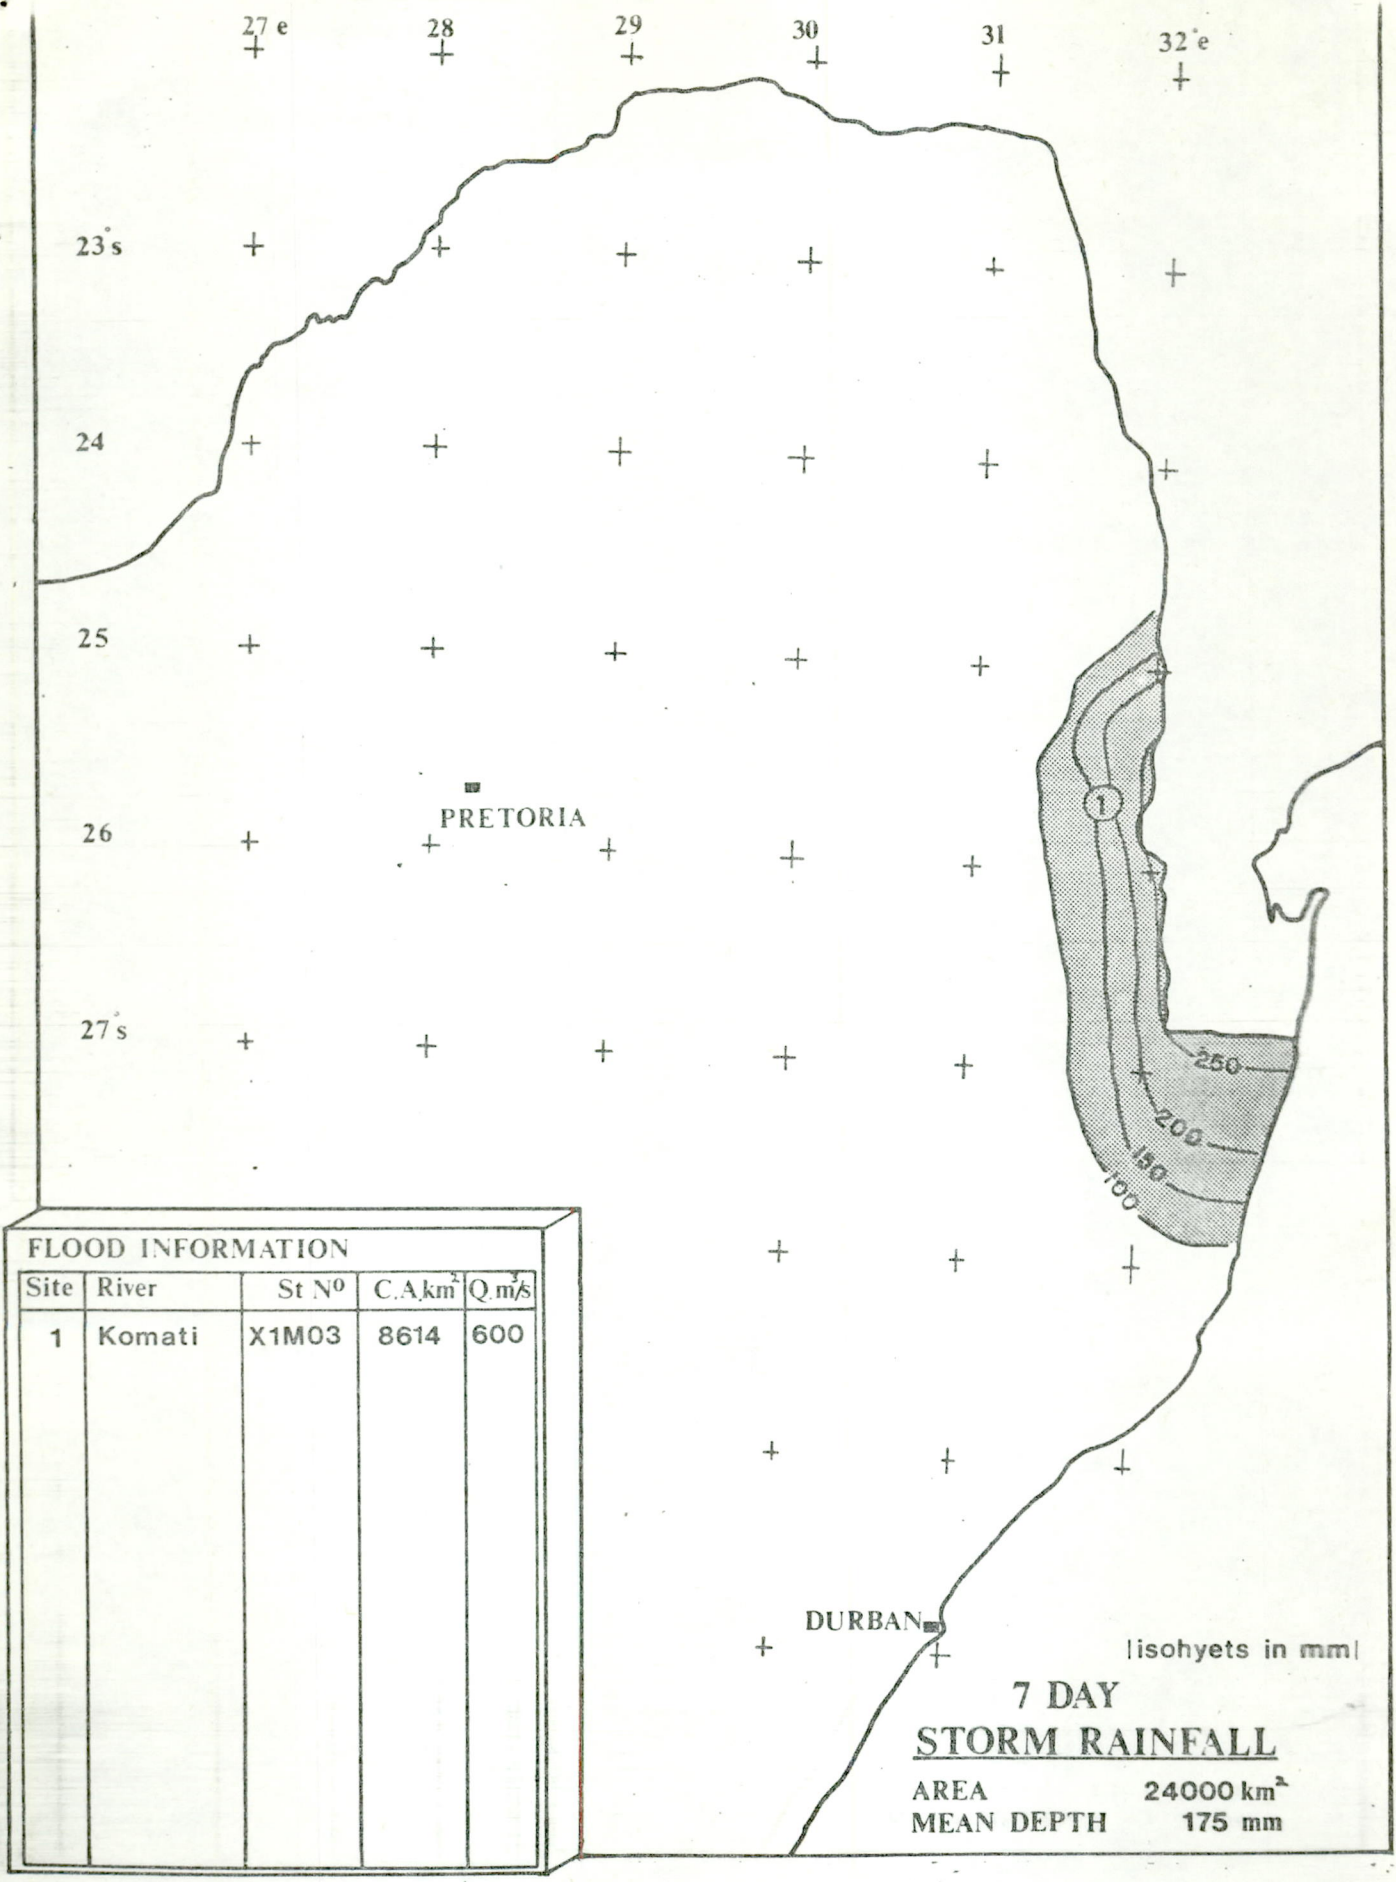 27 e 28 29 30 31 32°e
23°s
24
25
PRETORIA
26
1
27°s
250
200
150
100
FLOOD INFORMATION
Site River St Nº C.A.km² Q.m³/s
1 Komati X1M03 8614 600
DURBAN
|isohyets in mm|
7 DAY
STORM RAINFALL
AREA 24000 km²
MEAN DEPTH 175 mm